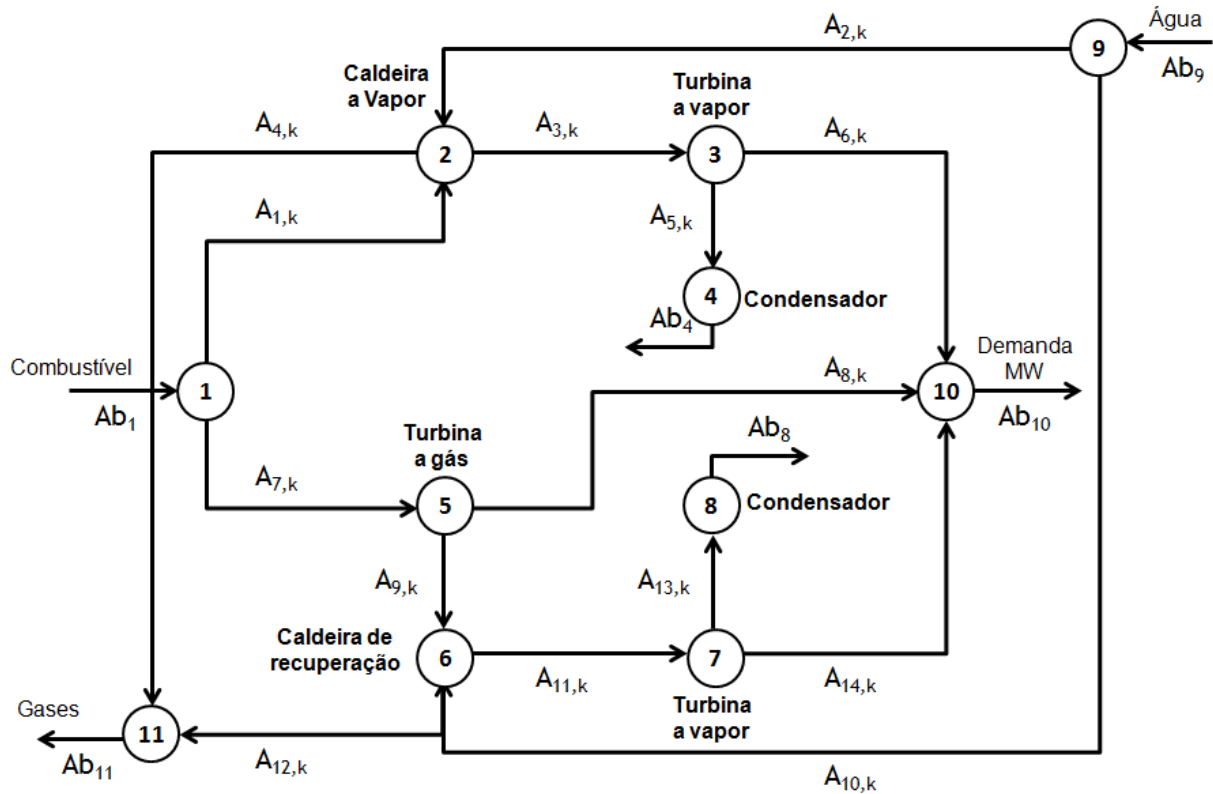 A2,k
9
Água
Ab9
Caldeira
a Vapor
Turbina
a vapor
A4,k
2
A3,k
3
A6,k
A1,k
A5,k
4
Condensador
Ab4
Combustível
Ab1
1
A8,k
10
Demanda
MW
Ab10
Turbina
a gás
Ab8
A7,k
5
8
Condensador
A9,k
A13,k
Caldeira de
recuperação
6
A11,k
7
A14,k
Turbina
a vapor
Gases
11
Ab11
A12,k
A10,k